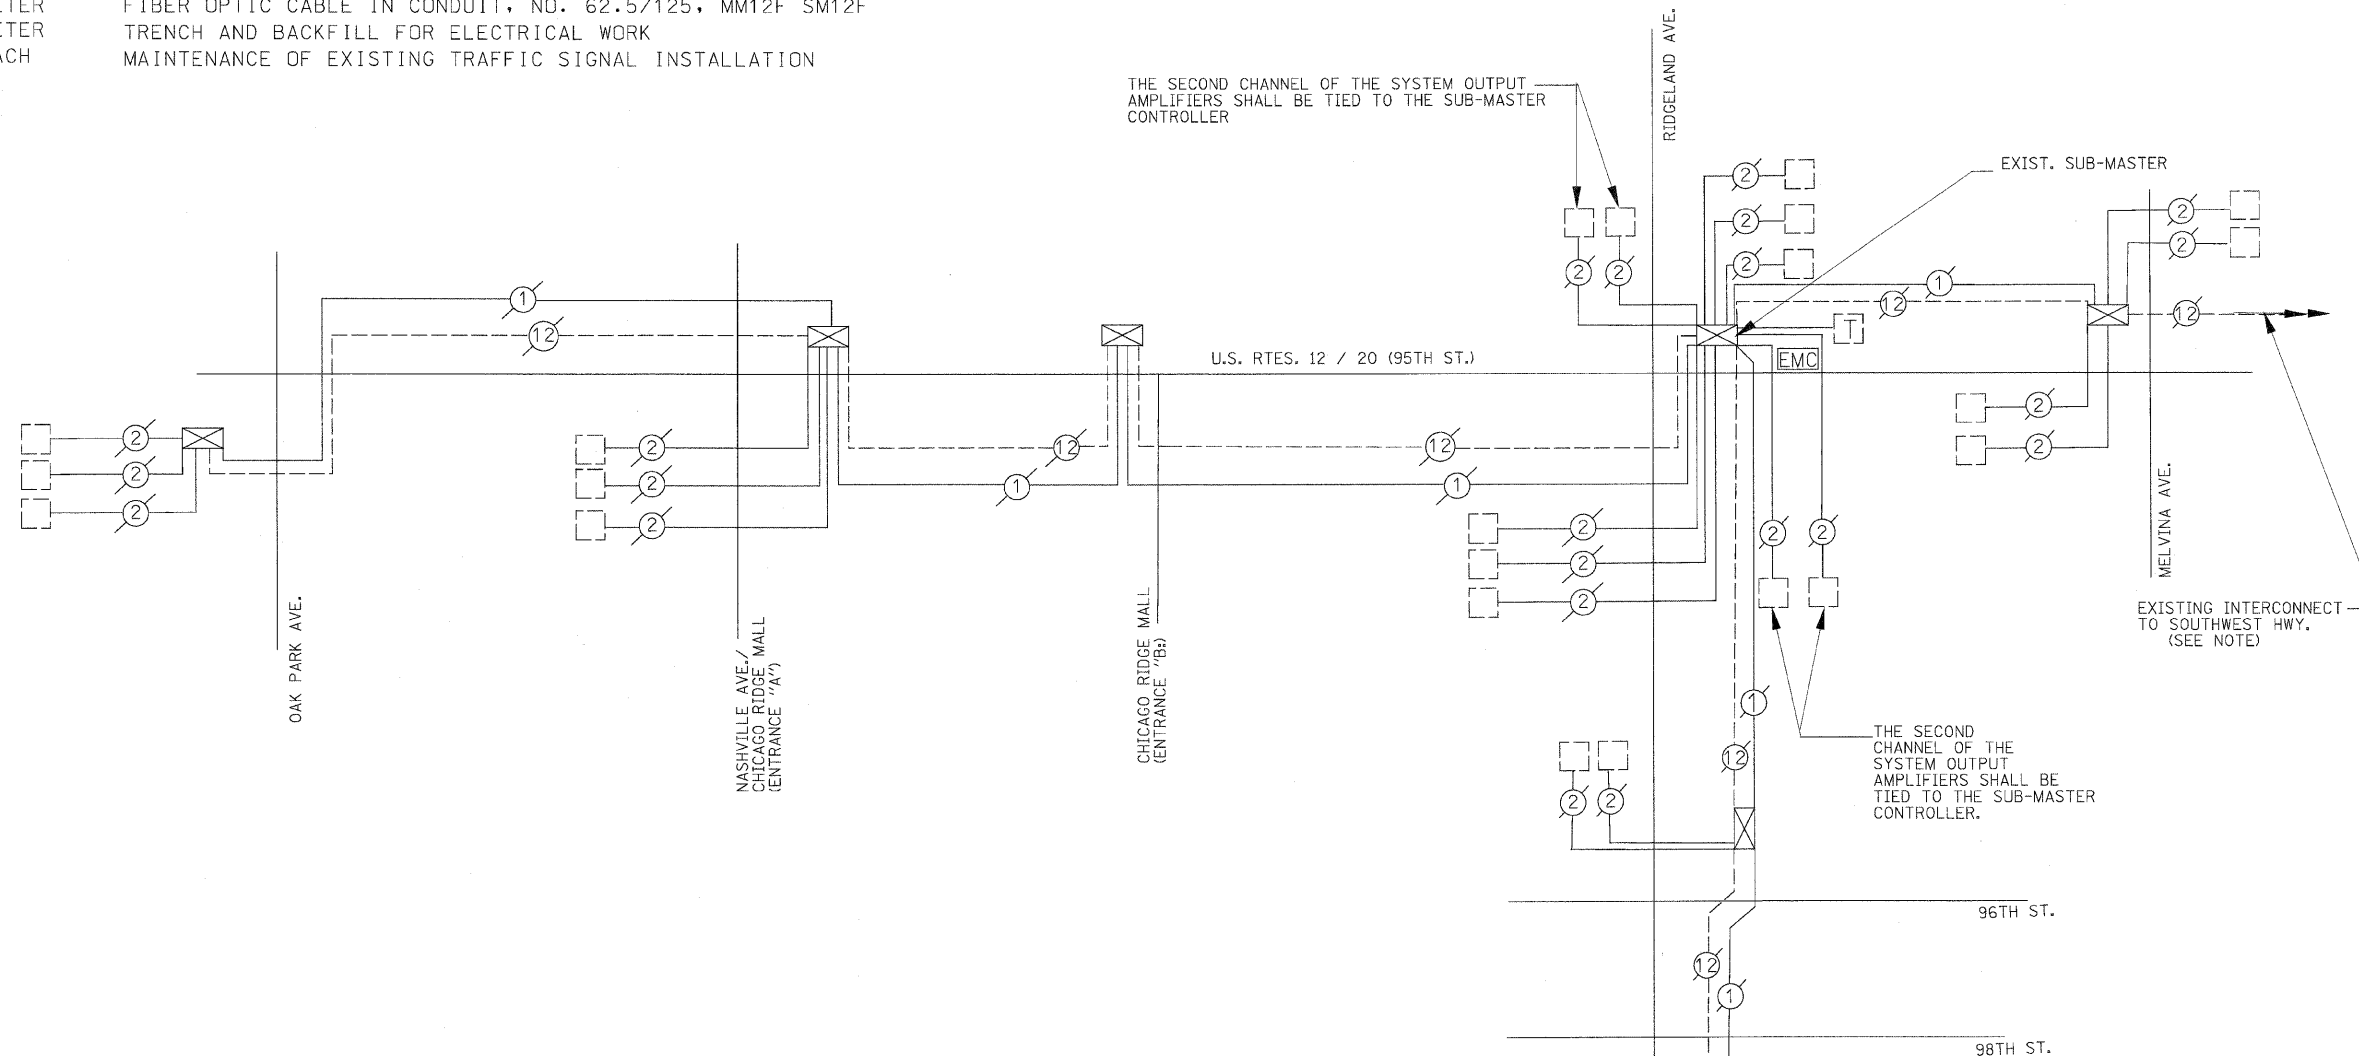 FIBER OPTIC CABLE IN CONDUIT, NO. 62.5/125, MM12F SM12F
TRENCH AND BACKFILL FOR ELECTRICAL WORK
MAINTENANCE OF EXISTING TRAFFIC SIGNAL INSTALLATION
THE SECOND CHANNEL OF THE SYSTEM OUTPUT
AMPLIFIERS SHALL BE TIED TO THE SUB-MASTER
CONTROLLER
RIDGELAND AVE.
EXIST. SUB-MASTER
2
2
2
2
2
2
2
1
12
12
1
12
T
U.S. RTES. 12 / 20 (95TH ST.)
EMC
2
2
2
2
2
2
1
12
12
1
1
2
2
2
2
2
2
2
MELVINA AVE.
EXISTING INTERCONNECT
TO SOUTHWEST HWY.
(SEE NOTE)
OAK PARK AVE.
NASHVILLE AVE./
CHICAGO RIDGE MALL
(ENTRANCE "A")
CHICAGO RIDGE MALL
(ENTRANCE "B:)
1
12
2
2
THE SECOND
CHANNEL OF THE
SYSTEM OUTPUT
AMPLIFIERS SHALL BE
TIED TO THE SUB-MASTER
CONTROLLER.
96TH ST.
12
1
98TH ST.